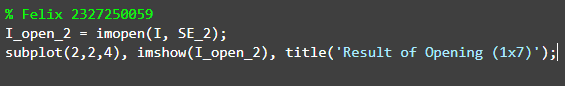 % Felix 2327250059
I_open_2 = imopen(I, SE_2);
subplot(2,2,4), imshow(I_open_2), title('Result of Opening (1x7)');